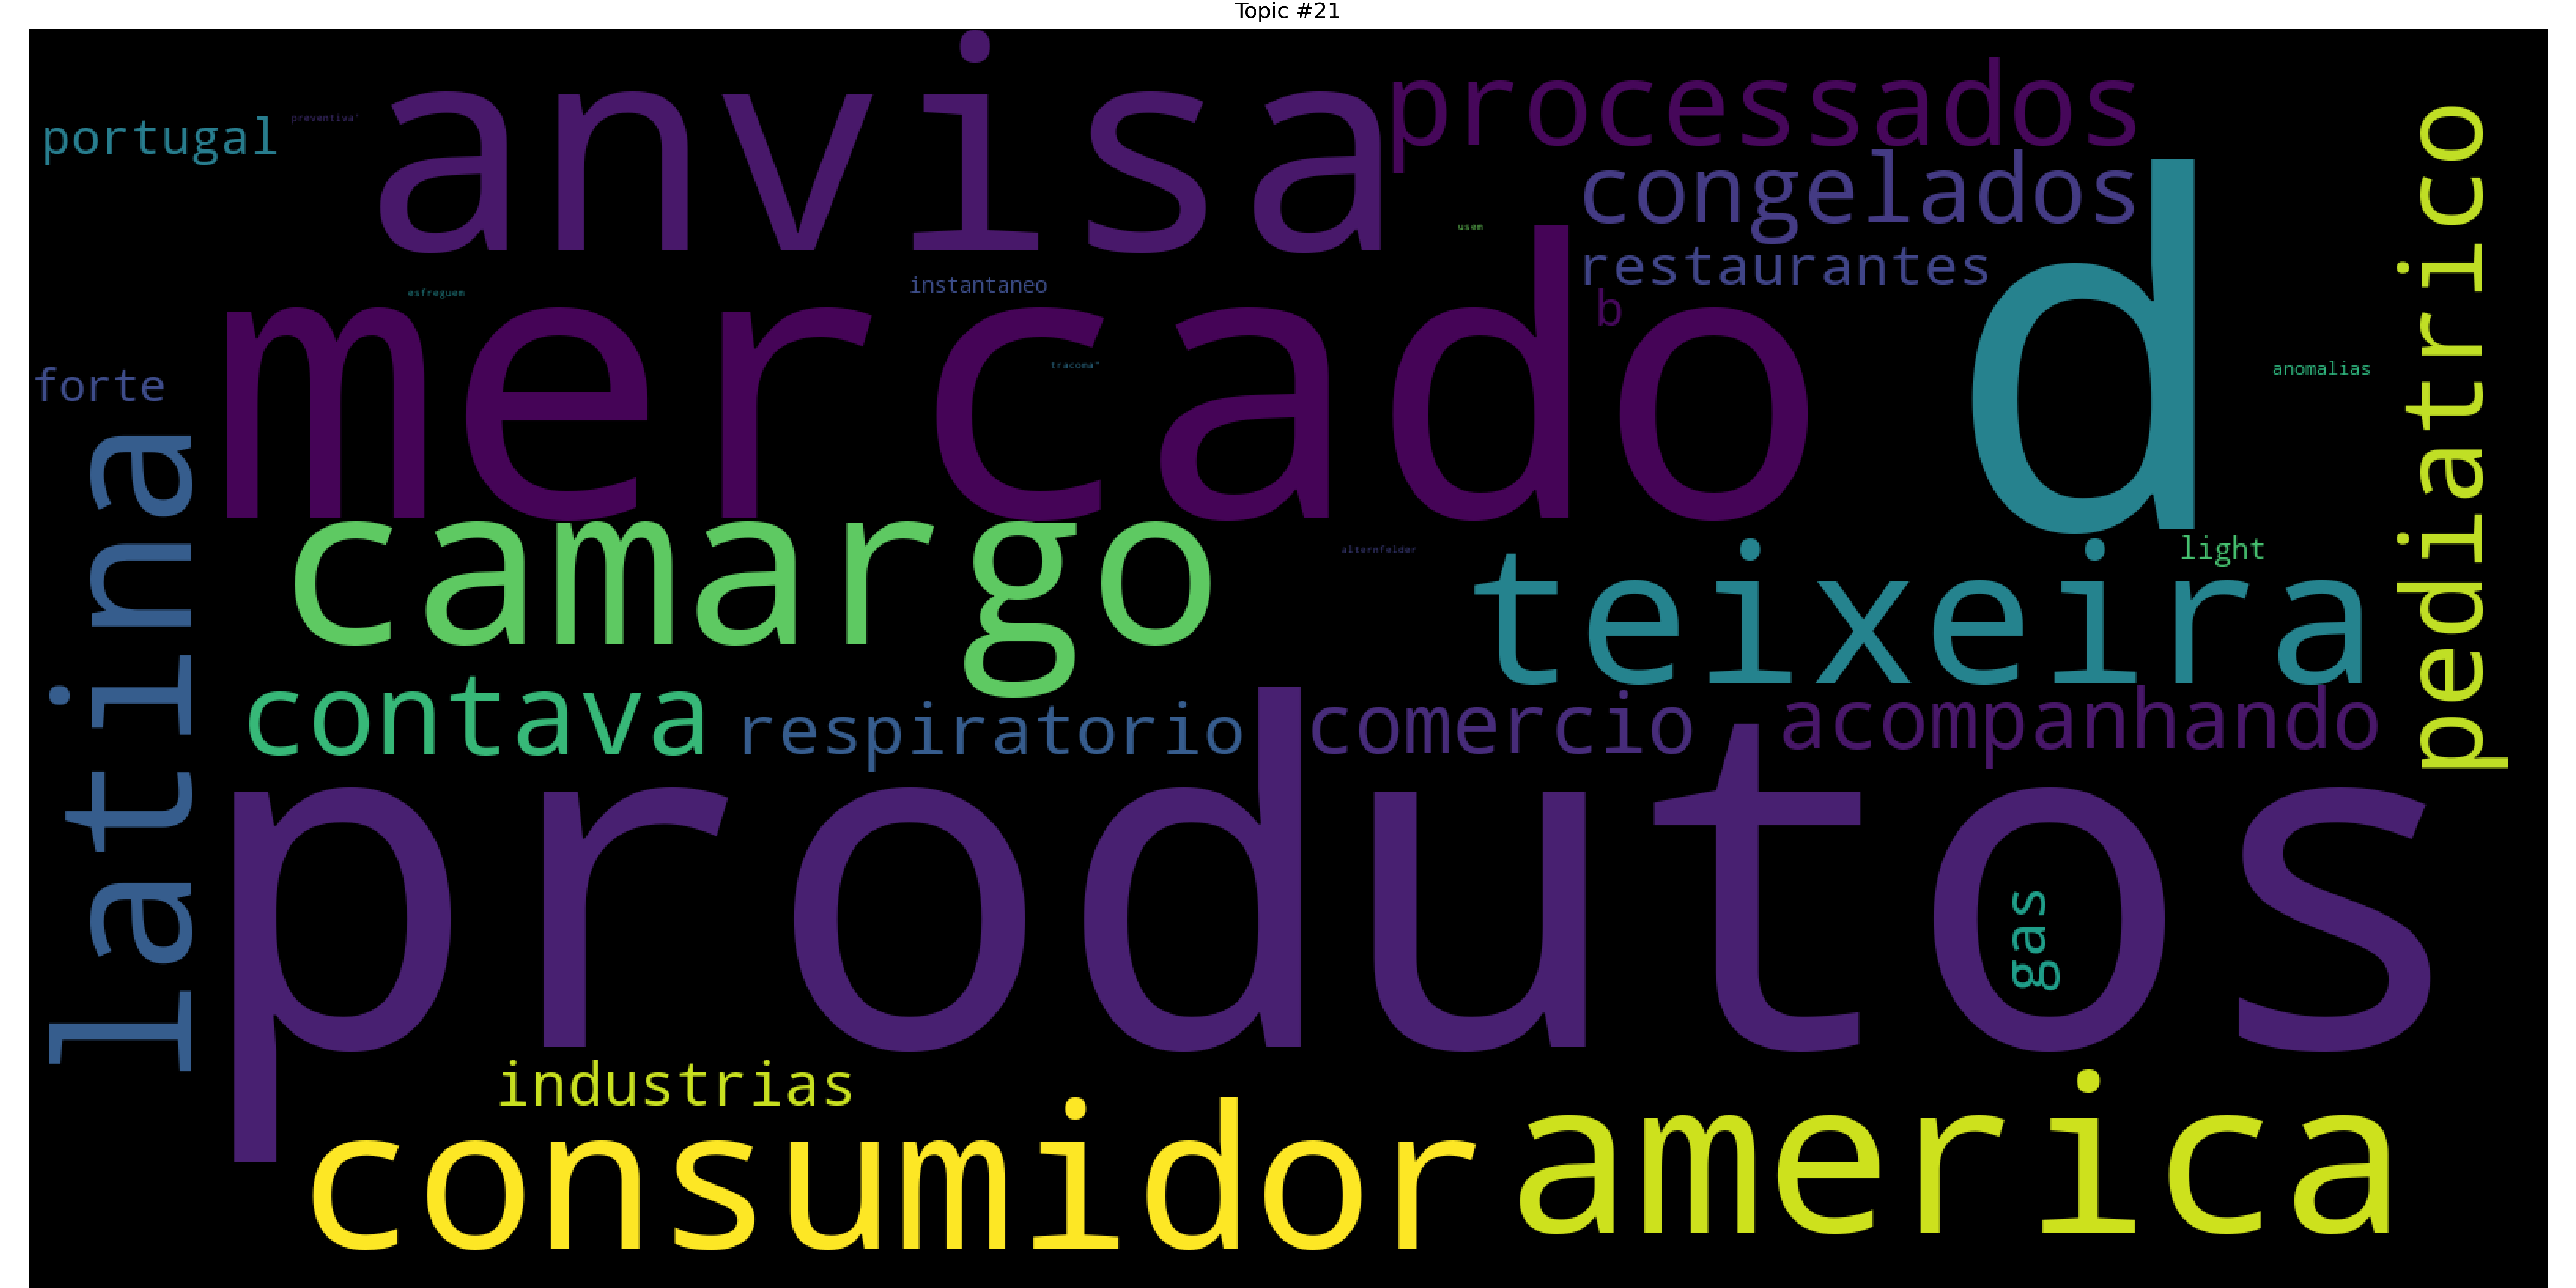 Topic #21
anvisa
processados
portugal
preventiva'
congelados
usem
restaurantes
instantaneo
esfreguem
b
d
mercado
tracoma"
anomalias
forte
pediatrico
latina
camargo
alternfelder
light
teixeira
contava
respiratorio
comercio
acompanhando
produtos
gas
industrias
consumidor
america